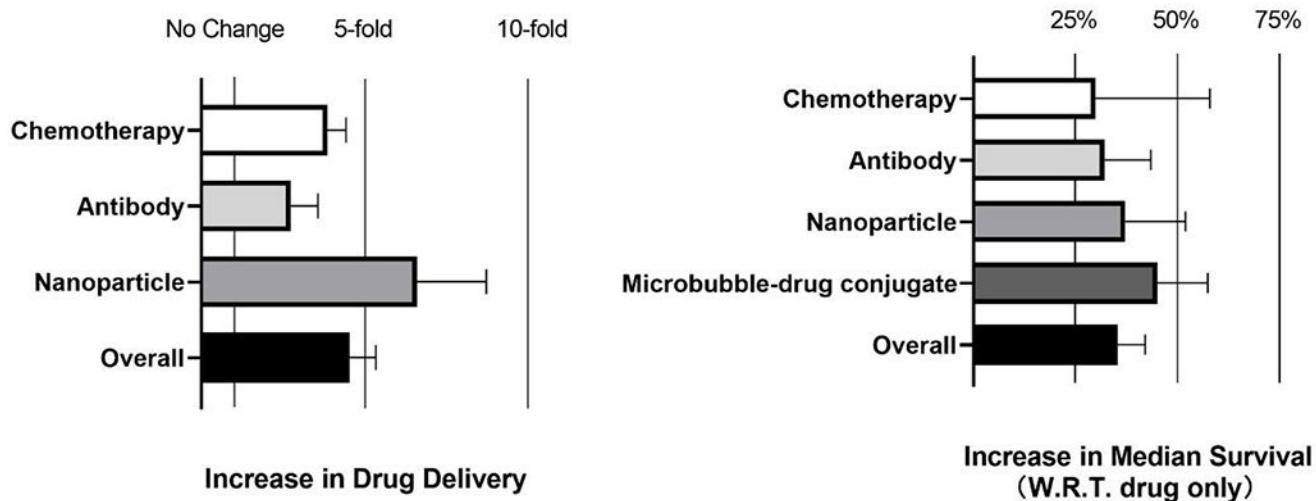 No Change 5-fold 10-fold
Chemotherapy
Antibody
Nanoparticle
Overall
Increase in Drug Delivery
25% 50% 75%
Chemotherapy
Antibody
Nanoparticle
Microbubble-drug conjugate
Overall
Increase in Median Survival
（W.R.T. drug only）